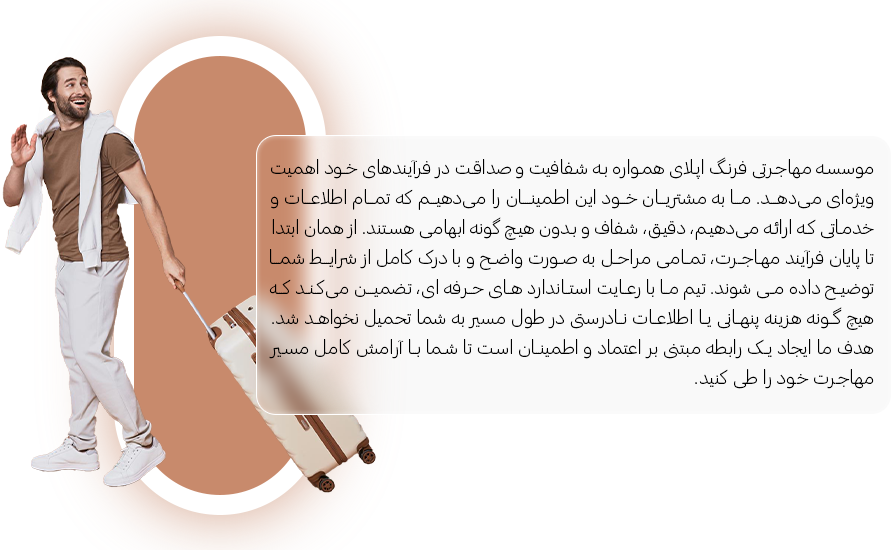 موسسه مهاجرتی فرنگ اپلای همواره به شفافیت و صداقت در فرآیندهای خود اهمیت
ویژه‌ای می‌دهد. ما به مشتریان خود این اطمینان را می‌دهیم که تمام اطلاعات و
خدماتی که ارائه می‌دهیم، دقیق، شفاف و بدون هیچ گونه ابهامی هستند. از همان ابتدا
تا پایان فرآیند مهاجرت، تمامی مراحل به صورت واضح و با درک کامل از شرایط شما
توضیح داده می شوند. تیم ما با رعایت استاندارد های حرفه ای، تضمین می‌کند که
هیچ گونه هزینه پنهانی یا اطلاعات نادرستی در طول مسیر به شما تحمیل نخواهد شد.
هدف ما ایجاد یک رابطه مبتنی بر اعتماد و اطمینان است تا شما با آرامش کامل مسیر
مهاجرت خود را طی کنید.